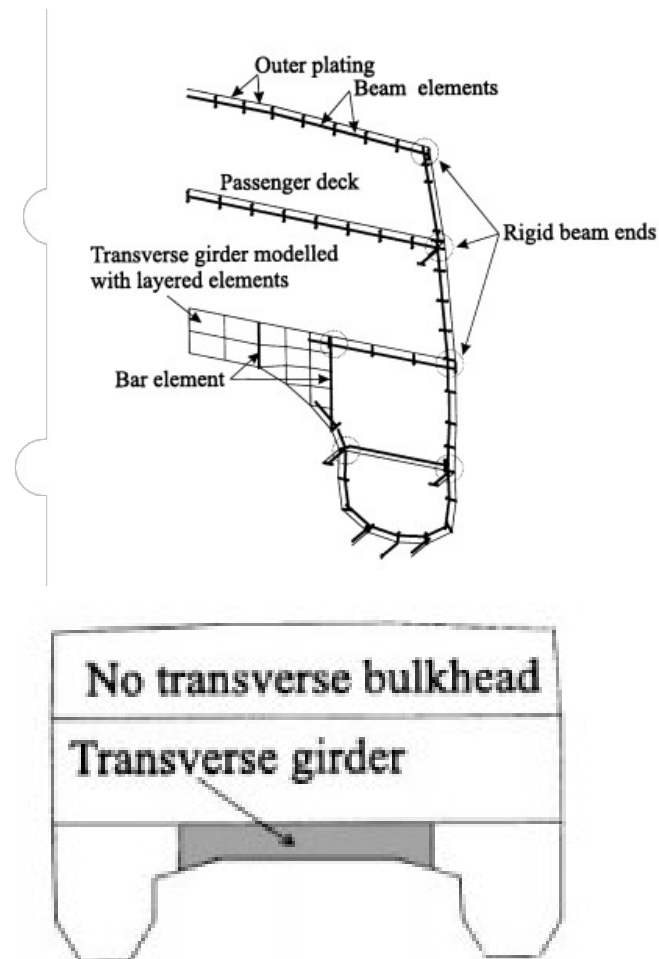 Outer plating
Beam elements
Passenger deck
Rigid beam ends
Transverse girder modelled
with layered elements
Bar element
No transverse bulkhead
Transverse girder